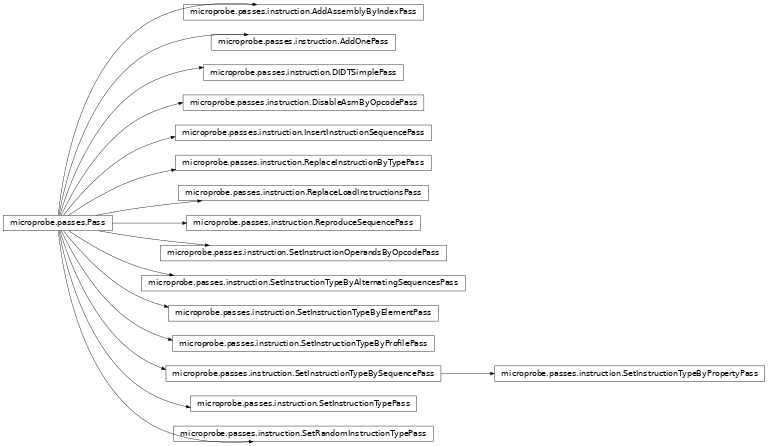 microprobe.passes.instruction.AddAssemblyByIndexPass
microprobe.passes.instruction.AddOnePass
microprobe.passes.instruction.DIDTSimplePass
microprobe.passes.instruction.DisableAsmByOpcodePass
microprobe.passes.instruction.InsertInstructionSequencePass
microprobe.passes.instruction.ReplaceInstructionByTypePass
microprobe.passes.instruction.ReplaceLoadInstructionsPass
microprobe.passes.Pass
microprobe.passes.instruction.ReproduceSequencePass
microprobe.passes.instruction.SetInstructionOperandsByOpcodePass
microprobe.passes.instruction.SetInstructionTypeByAlternatingSequencesPass
microprobe.passes.instruction.SetInstructionTypeByElementPass
microprobe.passes.instruction.SetInstructionTypeByProfilePass
microprobe.passes.instruction.SetInstructionTypeBySequencePass
microprobe.passes.instruction.SetInstructionTypeByPropertyPass
microprobe.passes.instruction.SetInstructionTypePass
microprobe.passes.instruction.SetRandomInstructionTypePass